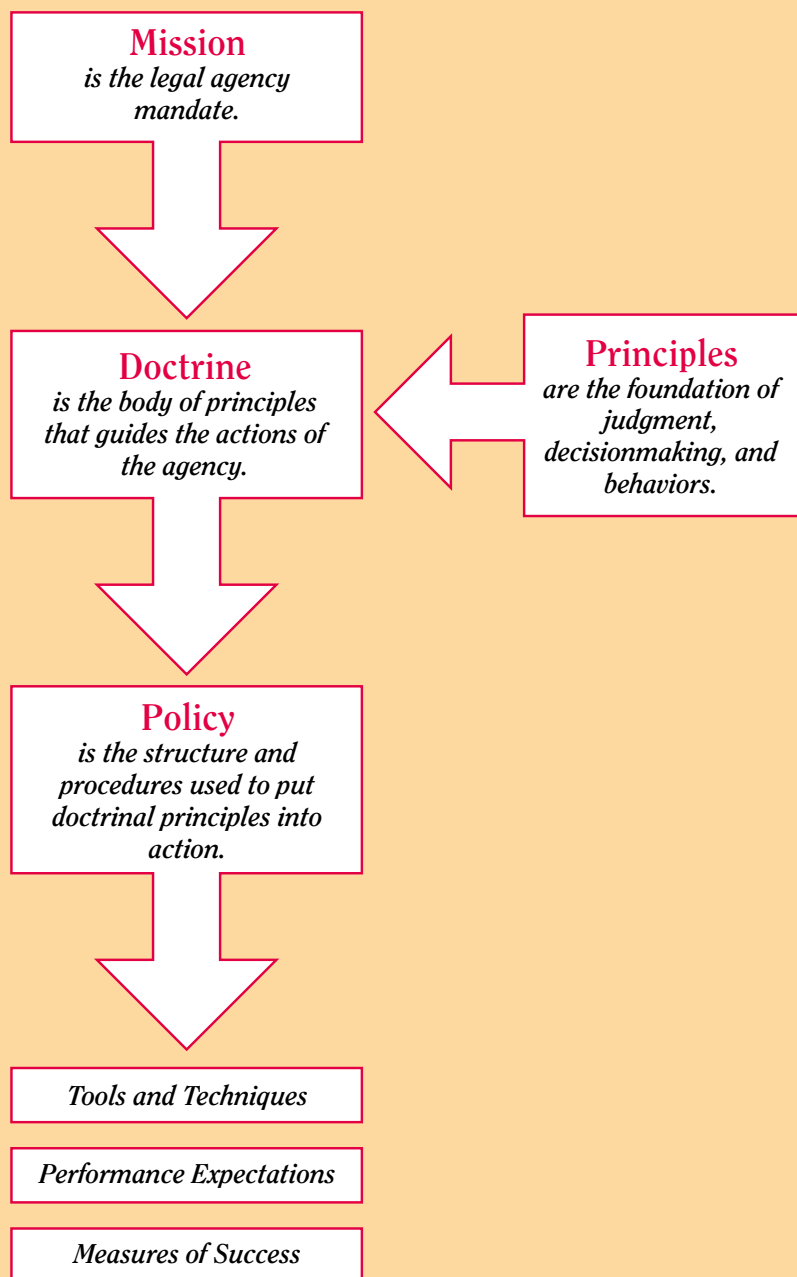 Mission
is the legal agency
mandate.
Doctrine
is the body of principles
that guides the actions of
the agency.
Principles
are the foundation of
judgment,
decisionmaking, and
behaviors.
Policy
is the structure and
procedures used to put
doctrinal principles into
action.
Tools and Techniques
Performance Expectations
Measures of Success